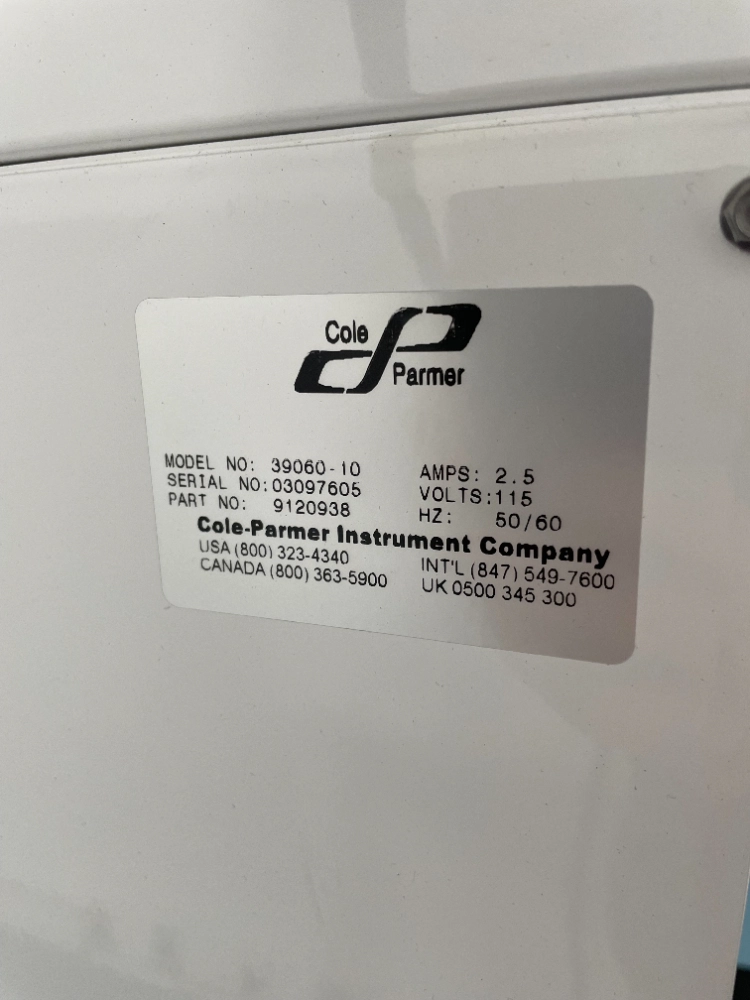 Cole
Parmer
MODEL NO: 39060-10 AMPS: 2.5
SERIAL NO:03097605 VOLTS:115
PART NO: 9120938 HZ: 50/60
Cole-Parmer Instrument Company
USA (800) 323-4340 INT'L (847) 549-7600
CANADA (800) 363-5900 UK 0500 345 300